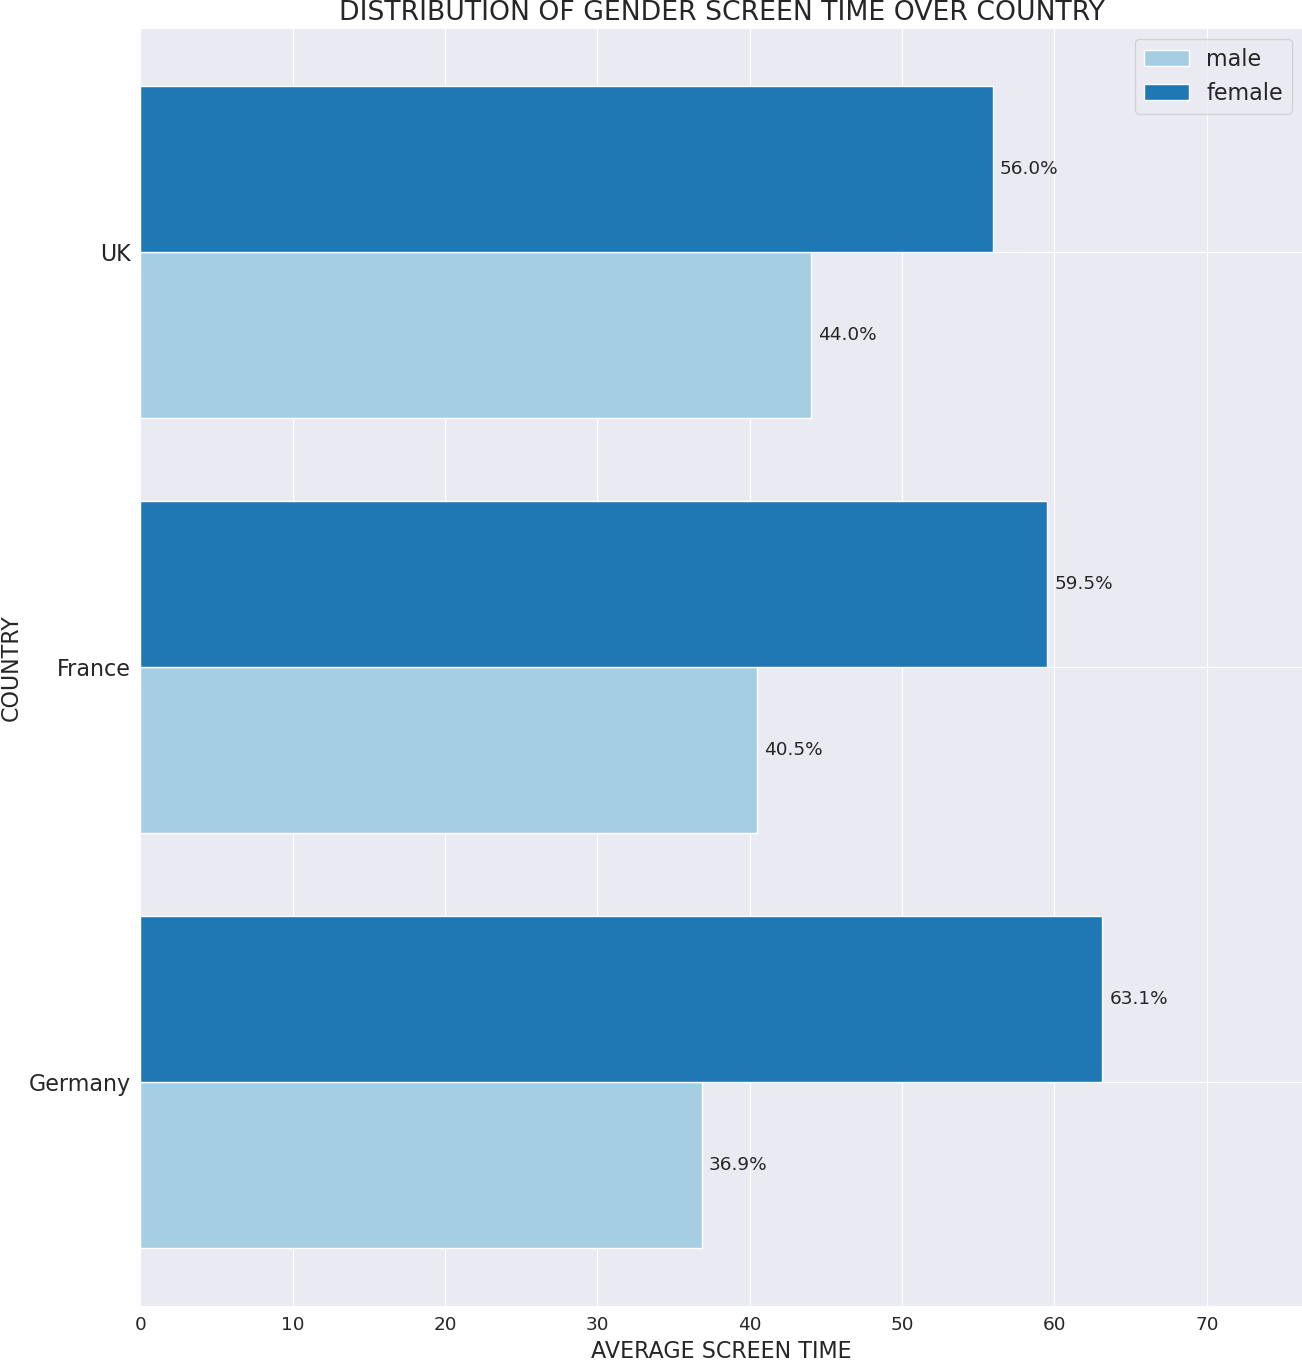 DISTRIBUTION OF GENDER SCREEN TIME OVER COUNTRY
male
female
56.0%
UK
44.0%
59.5%
COUNTRY
France
40.5%
63.1%
Germany
36.9%
0 10 20 30 40 50 60 70
AVERAGE SCREEN TIME